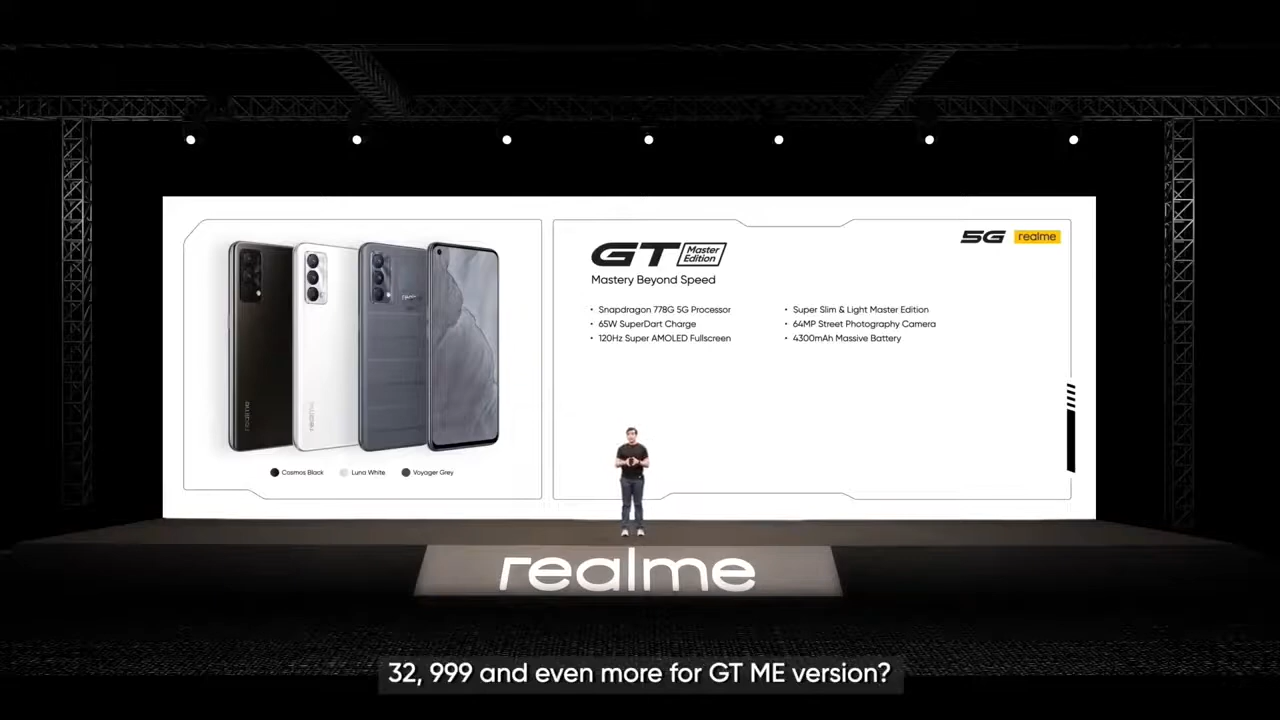 GT Master Edition
Mastery Beyond Speed
5G realme
• Snapdragon 778G 5G Processor
• 65W SuperDart Charge
• 120Hz Super AMOLED Fullscreen
• Super Slim & Light Master Edition
• 64MP Street Photography Camera
• 4300mAh Massive Battery
realme
realme
Cosmos Black
Luna White
Voyager Grey
realme
32, 999 and even more for GT ME version?